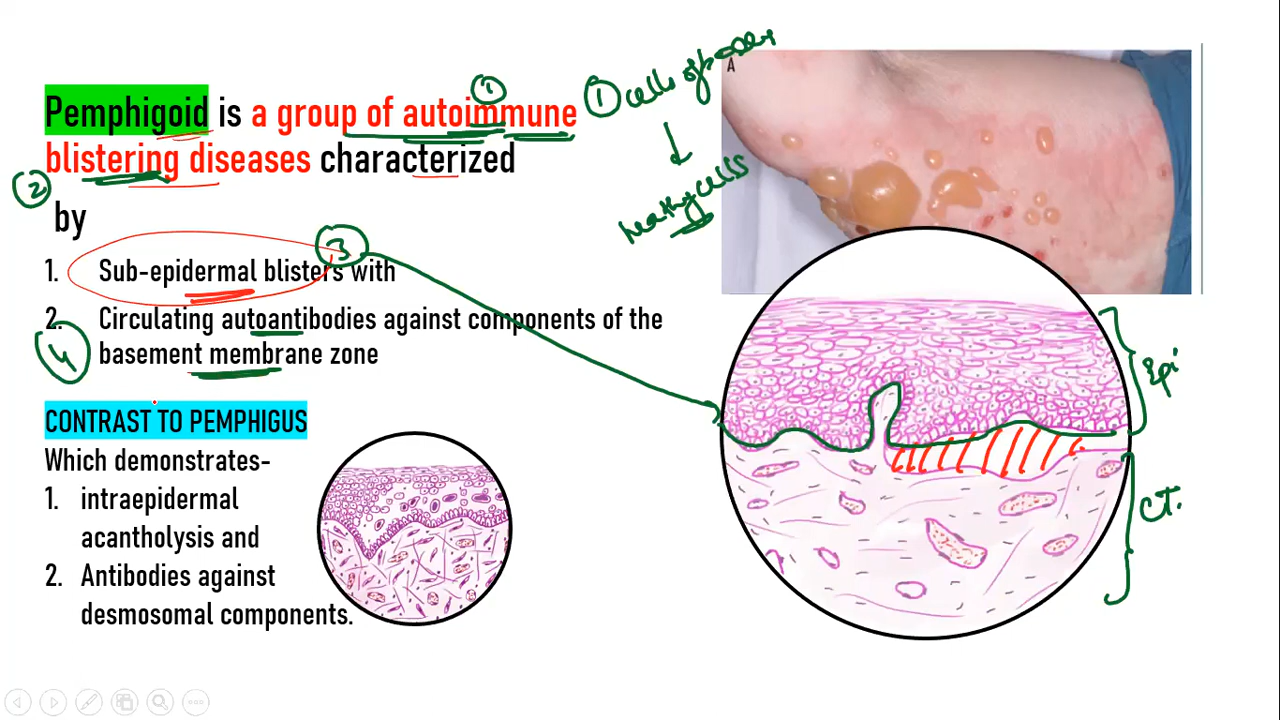 Pemphigoid is a group of autoimmune
blistering diseases characterized
by
1. Sub-epidermal blisters with
2. Circulating autoantibodies against components of the
basement membrane zone
CONTRAST TO PEMPHIGUS
Which demonstrates-
1. intraepidermal
acantholysis and
2. Antibodies against
desmosomal components.
1
2
3
4
1 cells of
cells
A
Epi
CT.